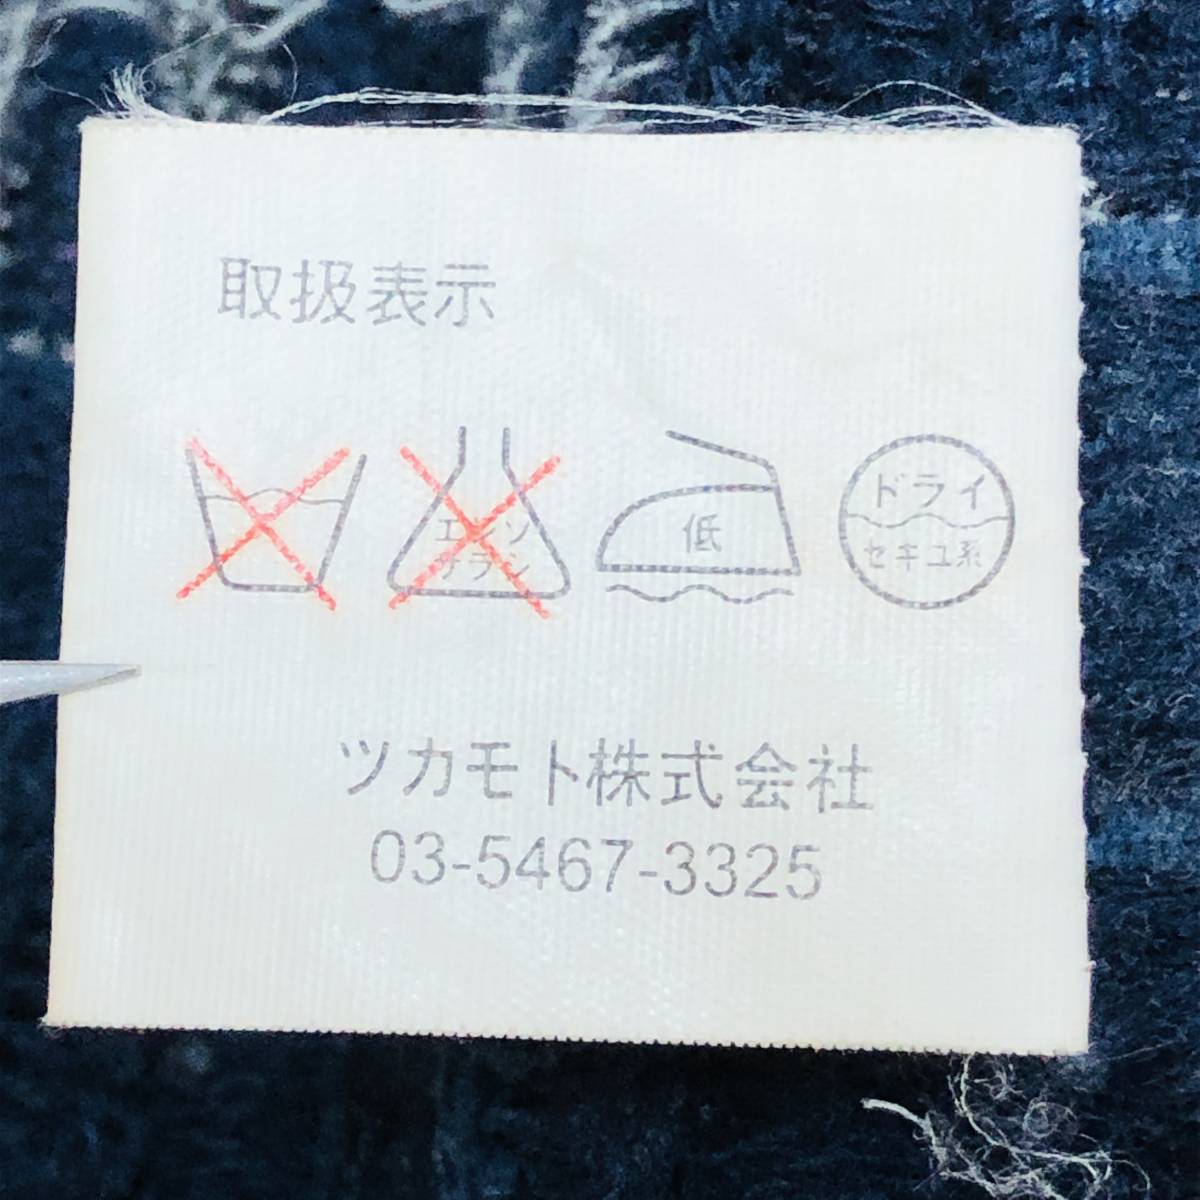 取扱表示
エンソ
サラシ
低
ドライ
セキユ系
ツカモト株式会社
03-5467-3325